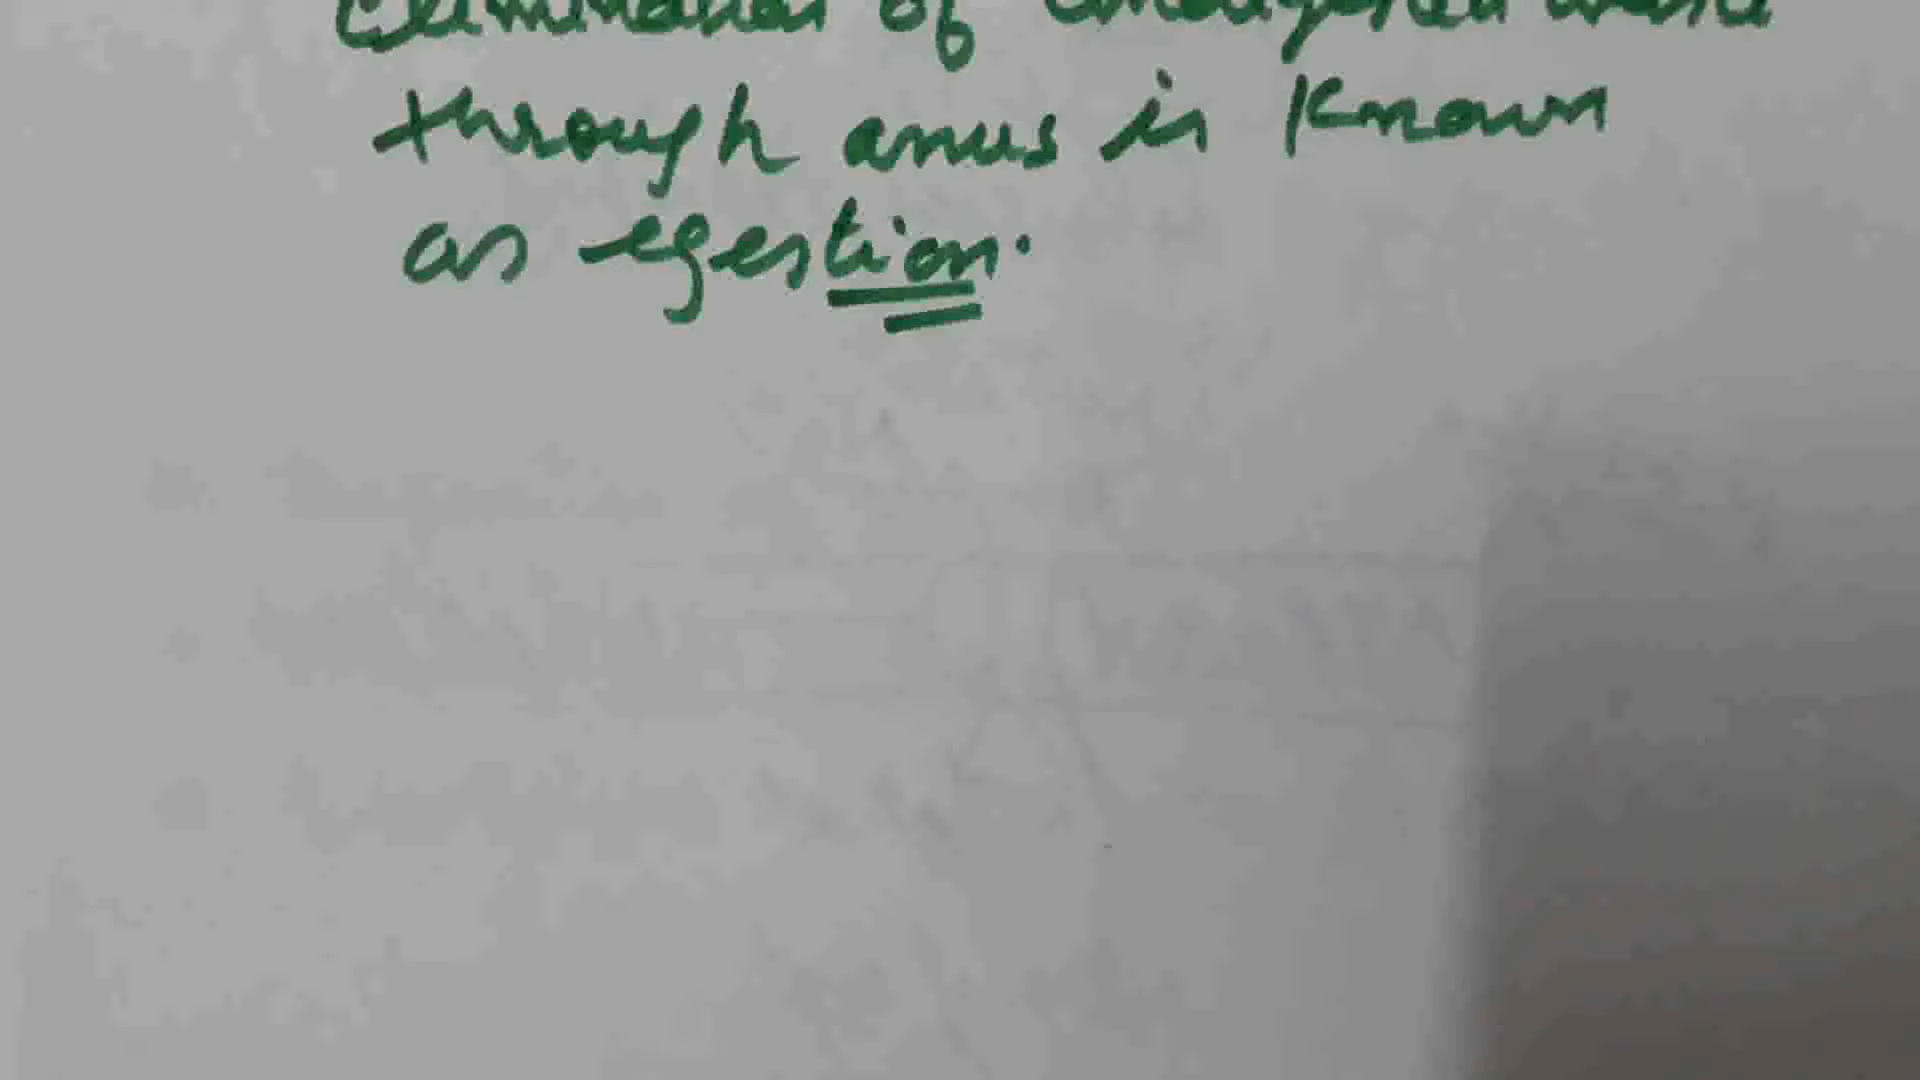 Elimination of undigested waste
through anus is known
as egestion.